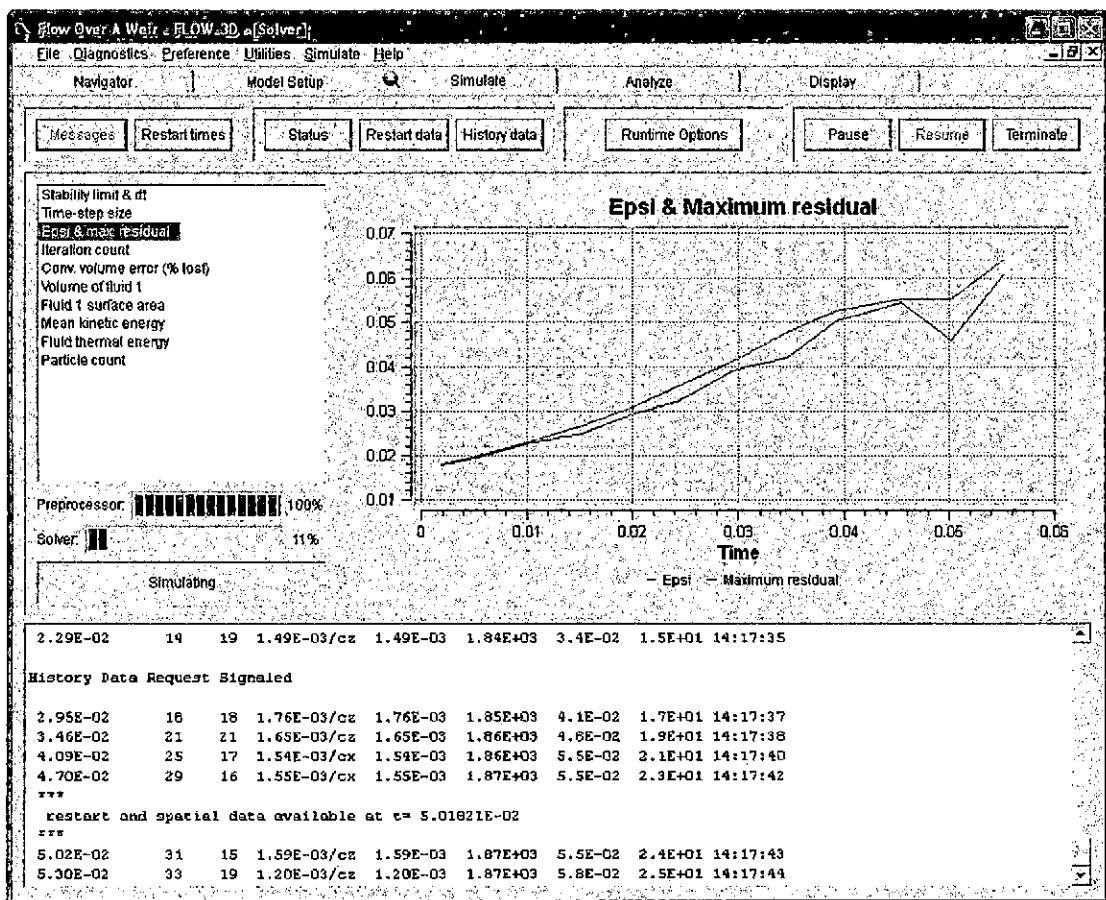 Flow Over A Weir : FLOW-3D [Solver]
File Diagnostics Preference Utilities Simulate Help
Navigator Model Setup Simulate Analyze Display
Messages Restart times Status Restart data History data Runtime Options Pause Resume Terminate
Stability limit & dt
Time-step size
Epsi & max residual
Iteration count
Conv. volume error (% lost)
Volume of fluid 1
Fluid 1 surface area
Mean kinetic energy
Fluid thermal energy
Particle count
Preprocessor: 100%
Solver: 11%
Simulating
Epsi & Maximum residual
0.07
0.06
0.05
0.04
0.03
0.02
0.01
0 0.01 0.02 0.03 0.04 0.05 0.06
Time
Epsi Maximum residual
2.29E-02 14 19 1.49E-03/cz 1.49E-03 1.84E+03 3.4E-02 1.5E+01 14:17:35
History Data Request Signaled
2.95E-02 18 18 1.76E-03/cz 1.76E-03 1.85E+03 4.1E-02 1.7E+01 14:17:37
3.46E-02 21 21 1.65E-03/cz 1.65E-03 1.86E+03 4.8E-02 1.9E+01 14:17:38
4.09E-02 25 17 1.54E-03/cx 1.54E-03 1.86E+03 5.5E-02 2.1E+01 14:17:40
4.70E-02 29 16 1.55E-03/cx 1.55E-03 1.87E+03 5.5E-02 2.3E+01 14:17:42
***
restart and spatial data available at t= 5.01821E-02
***
5.02E-02 31 15 1.59E-03/cz 1.59E-03 1.87E+03 5.5E-02 2.4E+01 14:17:43
5.30E-02 33 19 1.20E-03/cz 1.20E-03 1.87E+03 5.8E-02 2.5E+01 14:17:44